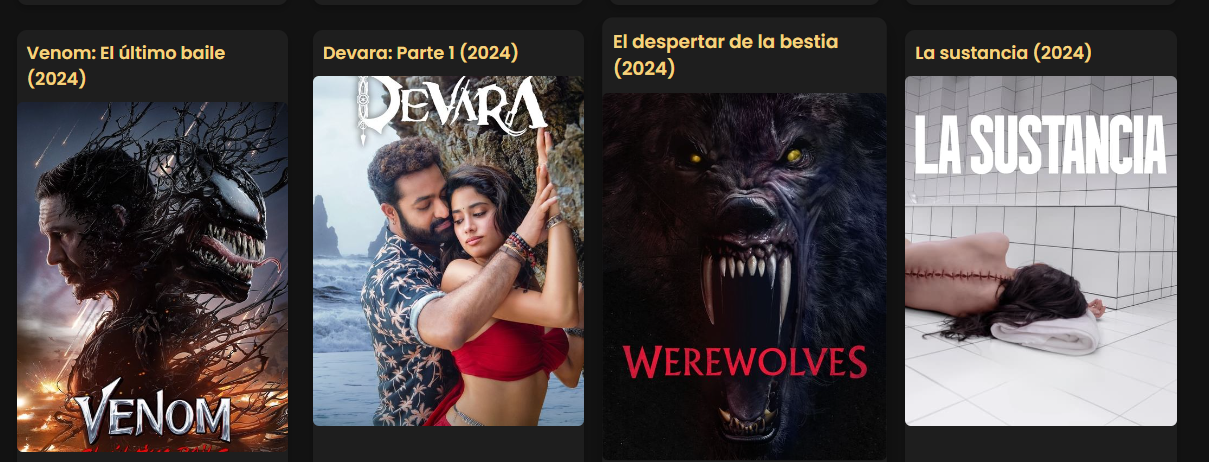 Venom: El último baile
(2024)
VENOM
Devara: Parte 1 (2024)
DEVARA
El despertar de la bestia
(2024)
WEREWOLVES
La sustancia (2024)
LA SUSTANCIA